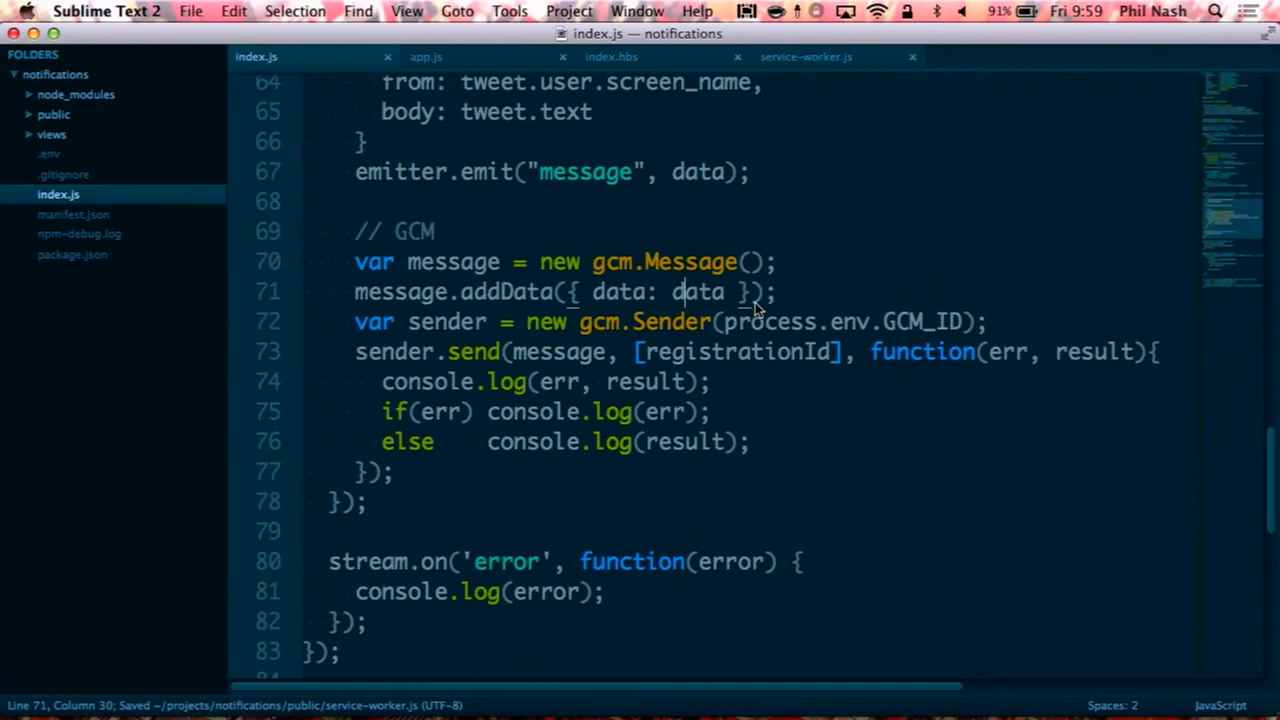 Sublime Text 2 File Edit Selection Find View Goto Tools Project Window Help 91% Fri 9:59 Phil Nash
index.js — notifications
FOLDERS
notifications
node_modules
public
views
.env
.gitignore
index.js
manifest.json
npm-debug.log
package.json
index.js app.js index.hbs service-worker.js
64 from: tweet.user.screen_name,
65 body: tweet.text
66 }
67 emitter.emit("message", data);
68
69 // GCM
70 var message = new gcm.Message();
71 message.addData({ data: data });
72 var sender = new gcm.Sender(process.env.GCM_ID);
73 sender.send(message, [registrationId], function(err, result){
74 console.log(err, result);
75 if(err) console.log(err);
76 else console.log(result);
77 });
78 });
79
80 stream.on('error', function(error) {
81 console.log(error);
82 });
83 });
84
Line 71, Column 30; Saved ~/projects/notifications/public/service-worker.js (UTF-8) Spaces: 2 JavaScript